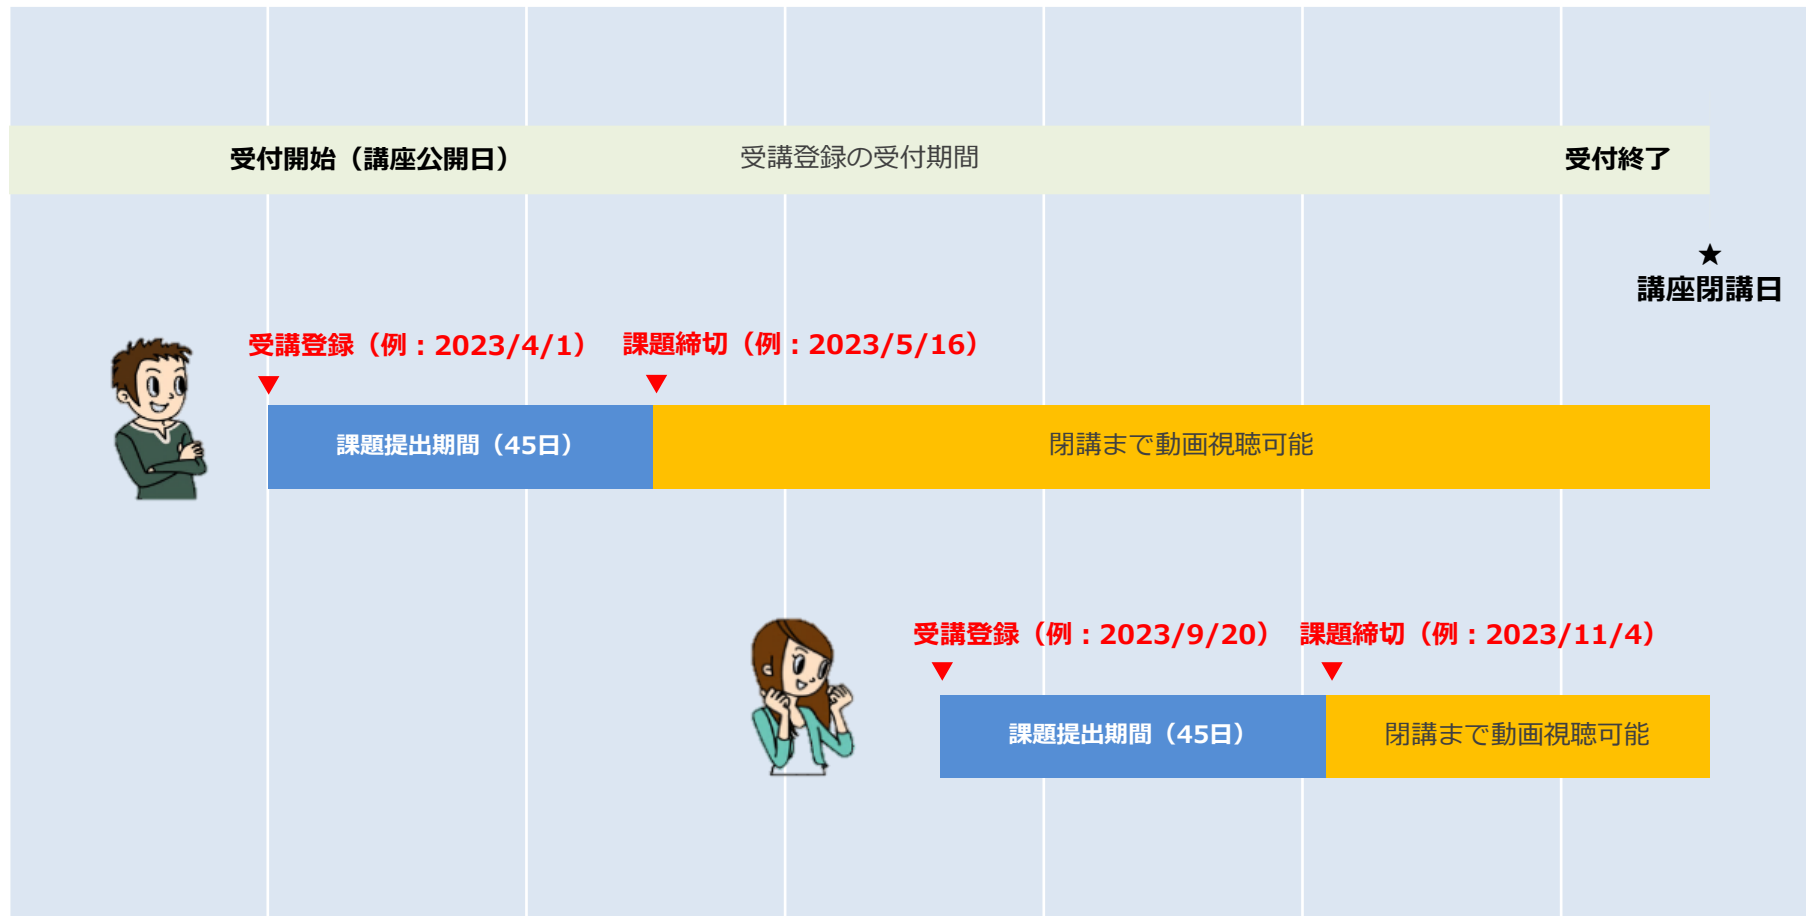 受付開始（講座公開日）
受講登録の受付期間
受付終了
★
講座閉講日
受講登録（例：2023/4/1）
課題締切（例：2023/5/16）
課題提出期間（45日）
閉講まで動画視聴可能
受講登録（例：2023/9/20）
課題締切（例：2023/11/4）
課題提出期間（45日）
閉講まで動画視聴可能